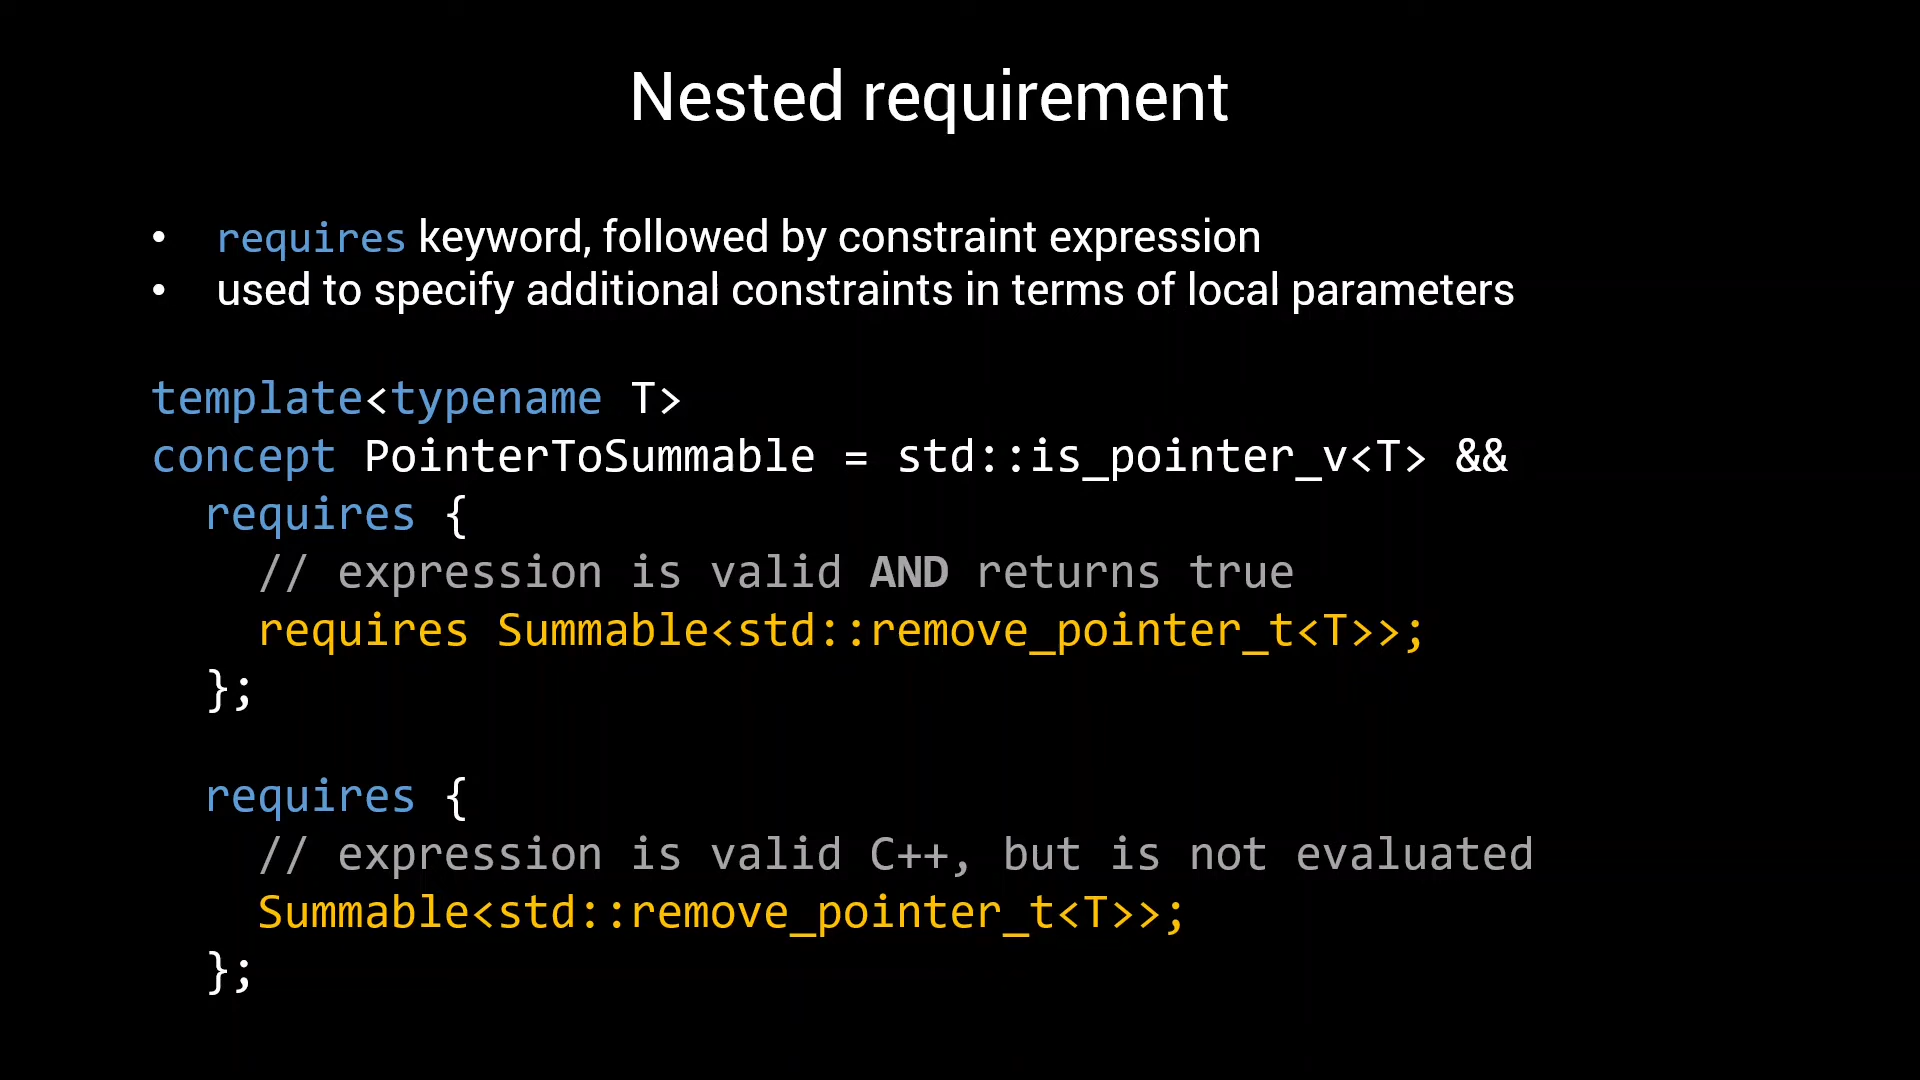 Nested requirement
• requires keyword, followed by constraint expression
• used to specify additional constraints in terms of local parameters
template<typename T>
concept PointerToSummable = std::is_pointer_v<T> &&
  requires {
    // expression is valid AND returns true
    requires Summable<std::remove_pointer_t<T>>;
  };
  requires {
    // expression is valid C++, but is not evaluated
    Summable<std::remove_pointer_t<T>>;
  };